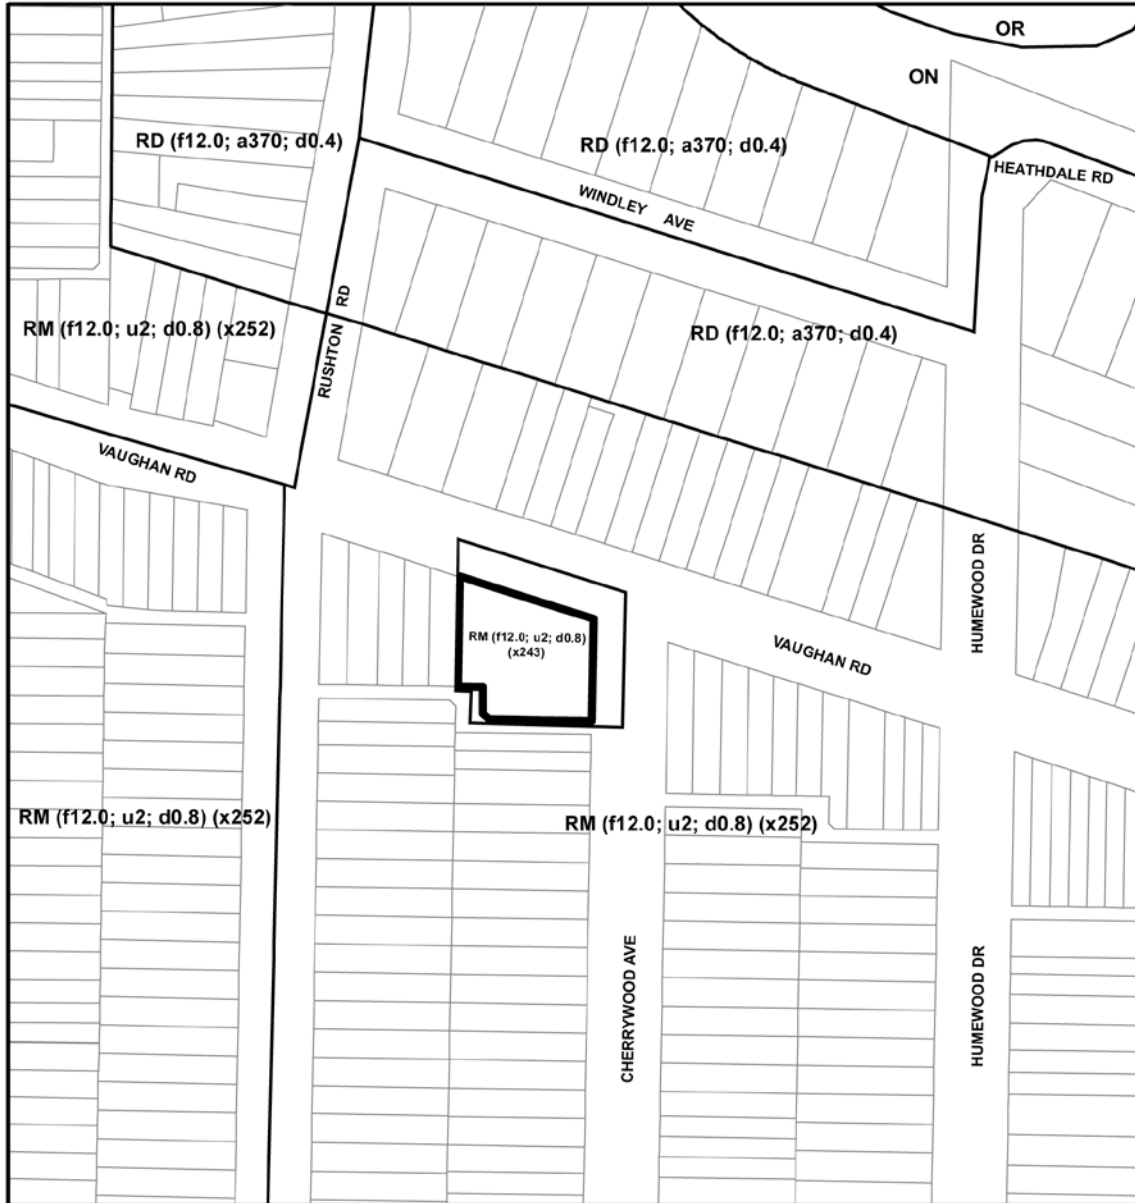 OR
ON
RD (f12.0; a370; d0.4)
RD (f12.0; a370; d0.4)
HEATHDALE RD
WINDLEY AVE
RUSHTON RD
RM (f12.0; u2; d0.8) (x252)
RD (f12.0; a370; d0.4)
VAUGHAN RD
HUMEWOOD DR
RM (f12.0; u2; d0.8)
(x243)
VAUGHAN RD
RM (f12.0; u2; d0.8) (x252)
RM (f12.0; u2; d0.8) (x252)
CHERRYWOOD AVE
HUMEWOOD DR